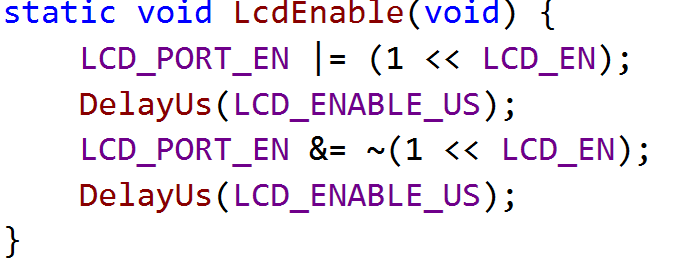 static void LcdEnable(void) {
    LCD_PORT_EN |= (1 << LCD_EN);
    DelayUs(LCD_ENABLE_US);
    LCD_PORT_EN &= ~(1 << LCD_EN);
    DelayUs(LCD_ENABLE_US);
}